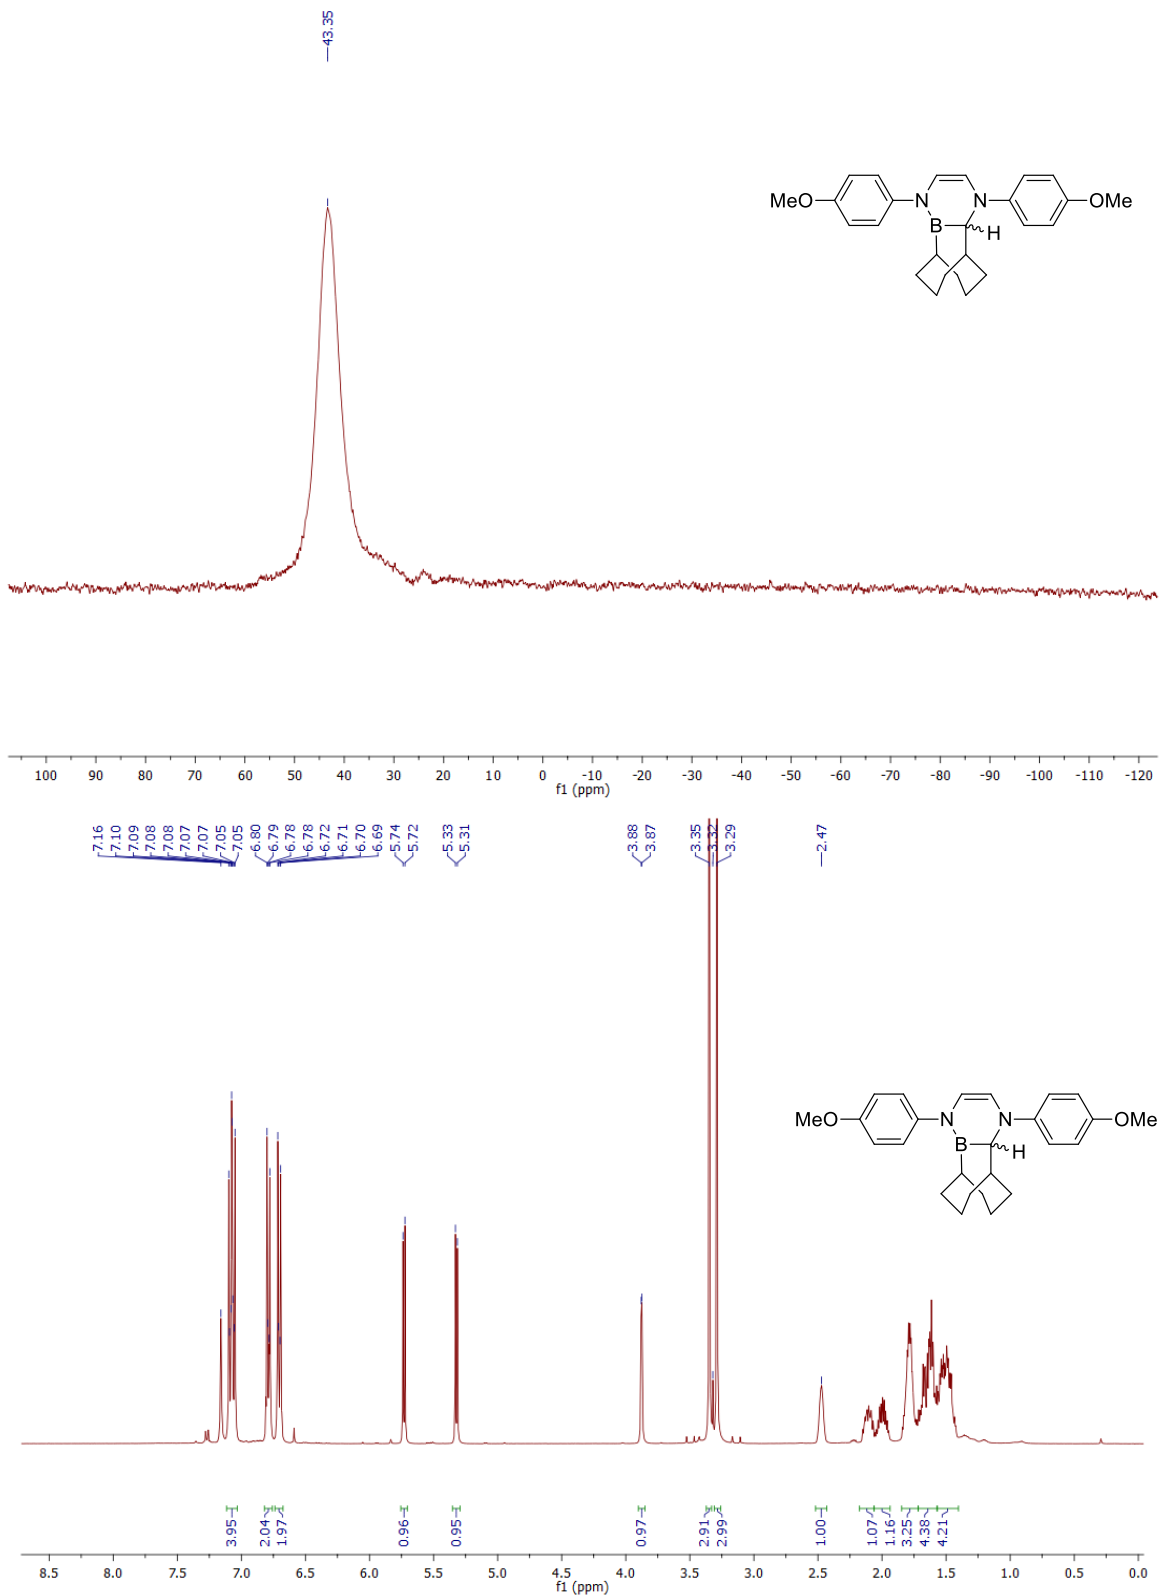 43.35
MeO N N OMe
B H
100 90 80 70 60 50 40 30 20 10 0 -10 -20 -30 -40 -50 -60 -70 -80 -90 -100 -110 -120
f1 (ppm)
7.16 7.10 7.09 7.08 7.08 7.07 7.07 7.05 7.05 6.80 6.79 6.78 6.78 6.72 6.71 6.70 6.69 5.74 5.72 5.33 5.31 3.88 3.87 3.35 3.32 3.29 2.47
MeO N N OMe
B H
3.95 2.04 1.97 0.96 0.95 0.97 2.91 2.99 1.00 1.07 1.16 3.25 4.38 4.21
8.5 8.0 7.5 7.0 6.5 6.0 5.5 5.0 4.5 4.0 3.5 3.0 2.5 2.0 1.5 1.0 0.5 0.0
f1 (ppm)